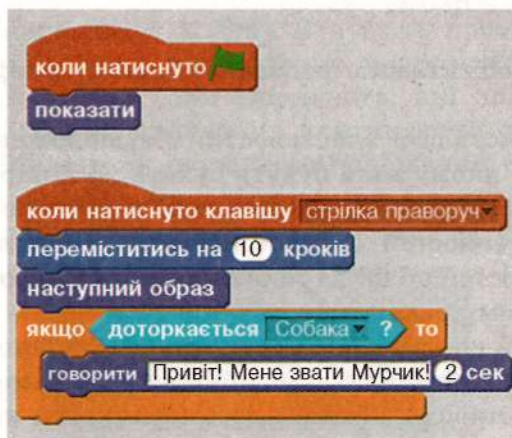 коли натиснуто
показати
коли натиснуто клавішу стрілка праворуч
переміститись на 10 кроків
наступний образ
якщо доторкається Собака ? то
говорити Привіт! Мене звати Мурчик! 2 сек